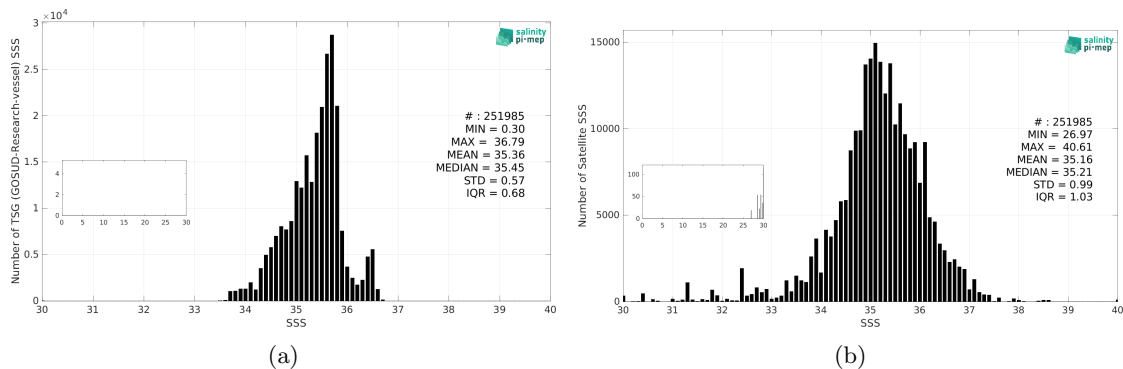 ×10^4
3
2.5
2
1.5
1
0.5
0
30 31 32 33 34 35 36 37 38 39 40
SSS
Number of TSG (GOSUD-Research-vessel) SSS
salinity
pi-mep
# : 251985
MIN = 0.30
MAX = 36.79
MEAN = 35.36
MEDIAN = 35.45
STD = 0.57
IQR = 0.68
4
2
0
0 5 10 15 20 25 30
(a)
15000
10000
5000
0
30 31 32 33 34 35 36 37 38 39 40
SSS
Number of Satellite SSS
salinity
pi-mep
# : 251985
MIN = 26.97
MAX = 40.61
MEAN = 35.16
MEDIAN = 35.21
STD = 0.99
IQR = 1.03
100
50
0
0 5 10 15 20 25 30
(b)